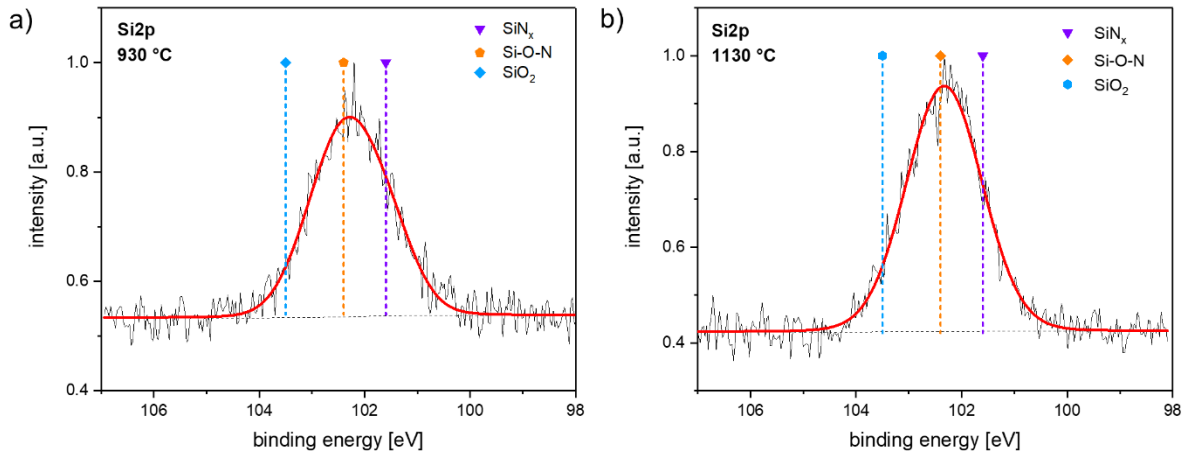 a)
Si2p
930 °C
SiNₓ
Si-O-N
SiO₂
1.0
0.8
0.6
0.4
intensity [a.u.]
106
104
102
100
98
binding energy [eV]
b)
Si2p
1130 °C
SiNₓ
Si-O-N
SiO₂
1.0
0.8
0.6
0.4
intensity [a.u.]
106
104
102
100
98
binding energy [eV]